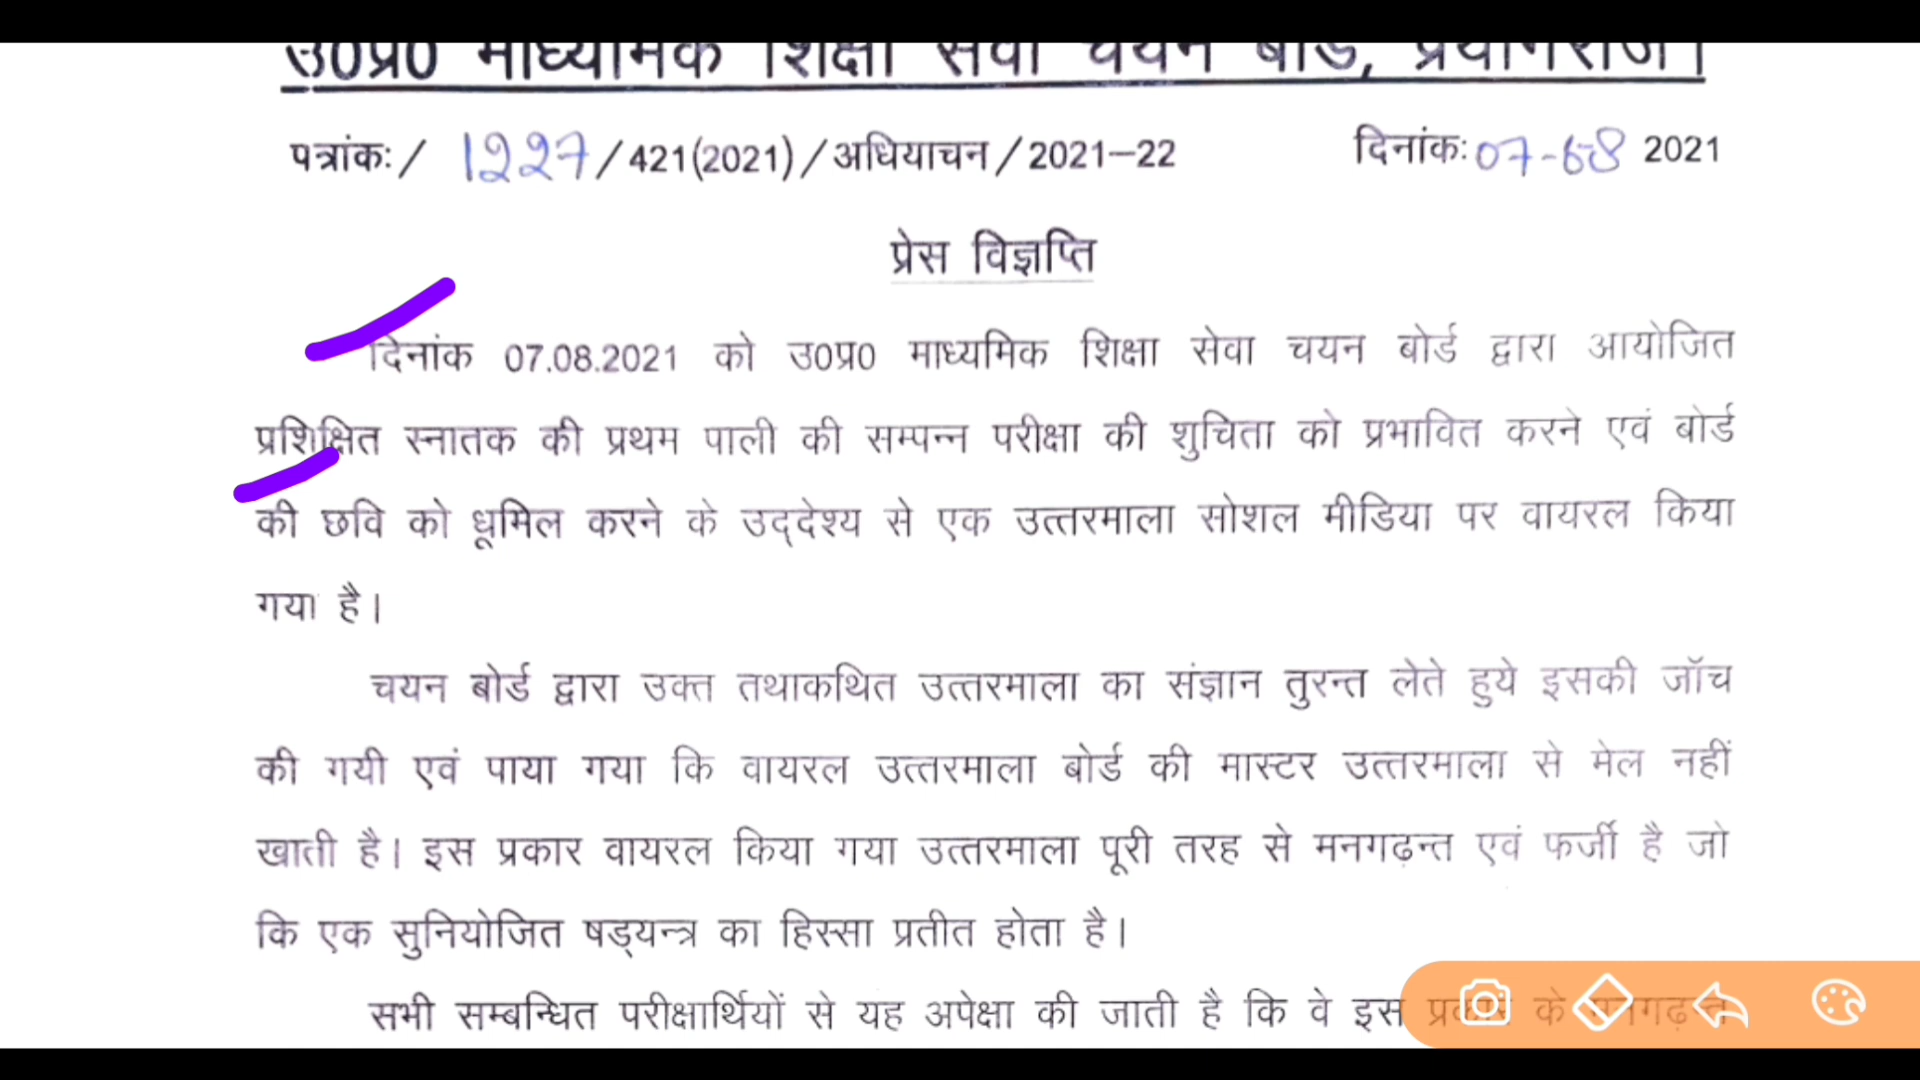 उ0प्र0 माध्यमिक शिक्षा सेवा चयन बोर्ड, प्रयागराज।
पत्रांकः/ 1227/421(2021)/अधियाचन/2021-22 दिनांकः07-08 2021
प्रेस विज्ञप्ति
दिनांक 07.08.2021 को उ0प्र0 माध्यमिक शिक्षा सेवा चयन बोर्ड द्वारा आयोजित
प्रशिक्षित स्नातक की प्रथम पाली की सम्पन्न परीक्षा की शुचिता को प्रभावित करने एवं बोर्ड
की छवि को धूमिल करने के उद्देश्य से एक उत्तरमाला सोशल मीडिया पर वायरल किया
गया है।
चयन बोर्ड द्वारा उक्त तथाकथित उत्तरमाला का संज्ञान तुरन्त लेते हुये इसकी जॉच
की गयी एवं पाया गया कि वायरल उत्तरमाला बोर्ड की मास्टर उत्तरमाला से मेल नहीं
खाती है। इस प्रकार वायरल किया गया उत्तरमाला पूरी तरह से मनगढ़न्त एवं फर्जी है जो
कि एक सुनियोजित षड्यन्त्र का हिस्सा प्रतीत होता है।
सभी सम्बन्धित परीक्षार्थियों से यह अपेक्षा की जाती है कि वे इस प्रकार के मनगढ़न्त